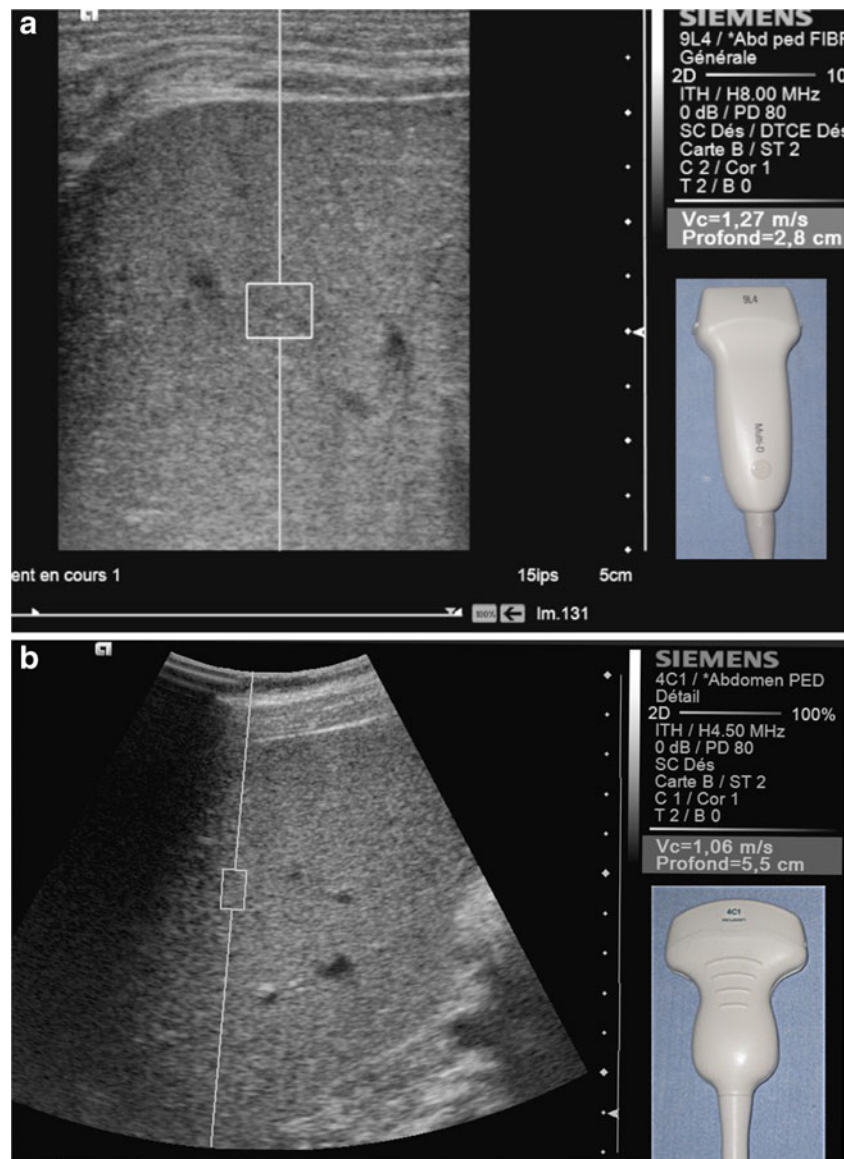 a
SIEMENS
9L4 / *Abd ped FIBR
Générale
2D
10
ITH / H8.00 MHz
0 dB / PD 80
SC Dés / DTCE Dés
Carte B / ST 2
C 2 / Cor 1
T 2 / B 0
Vc=1,27 m/s
Profond=2,8 cm
9L4
Multi-D
ent en cours 1
15ips 5cm
100%
Im.131
b
SIEMENS
4C1 / *Abdomen PED
Détail
2D
100%
ITH / H4.50 MHz
0 dB / PD 80
SC Dés
Carte B / ST 2
C 1 / Cor 1
T 2 / B 0
Vc=1,06 m/s
Profond=5,5 cm
4C1